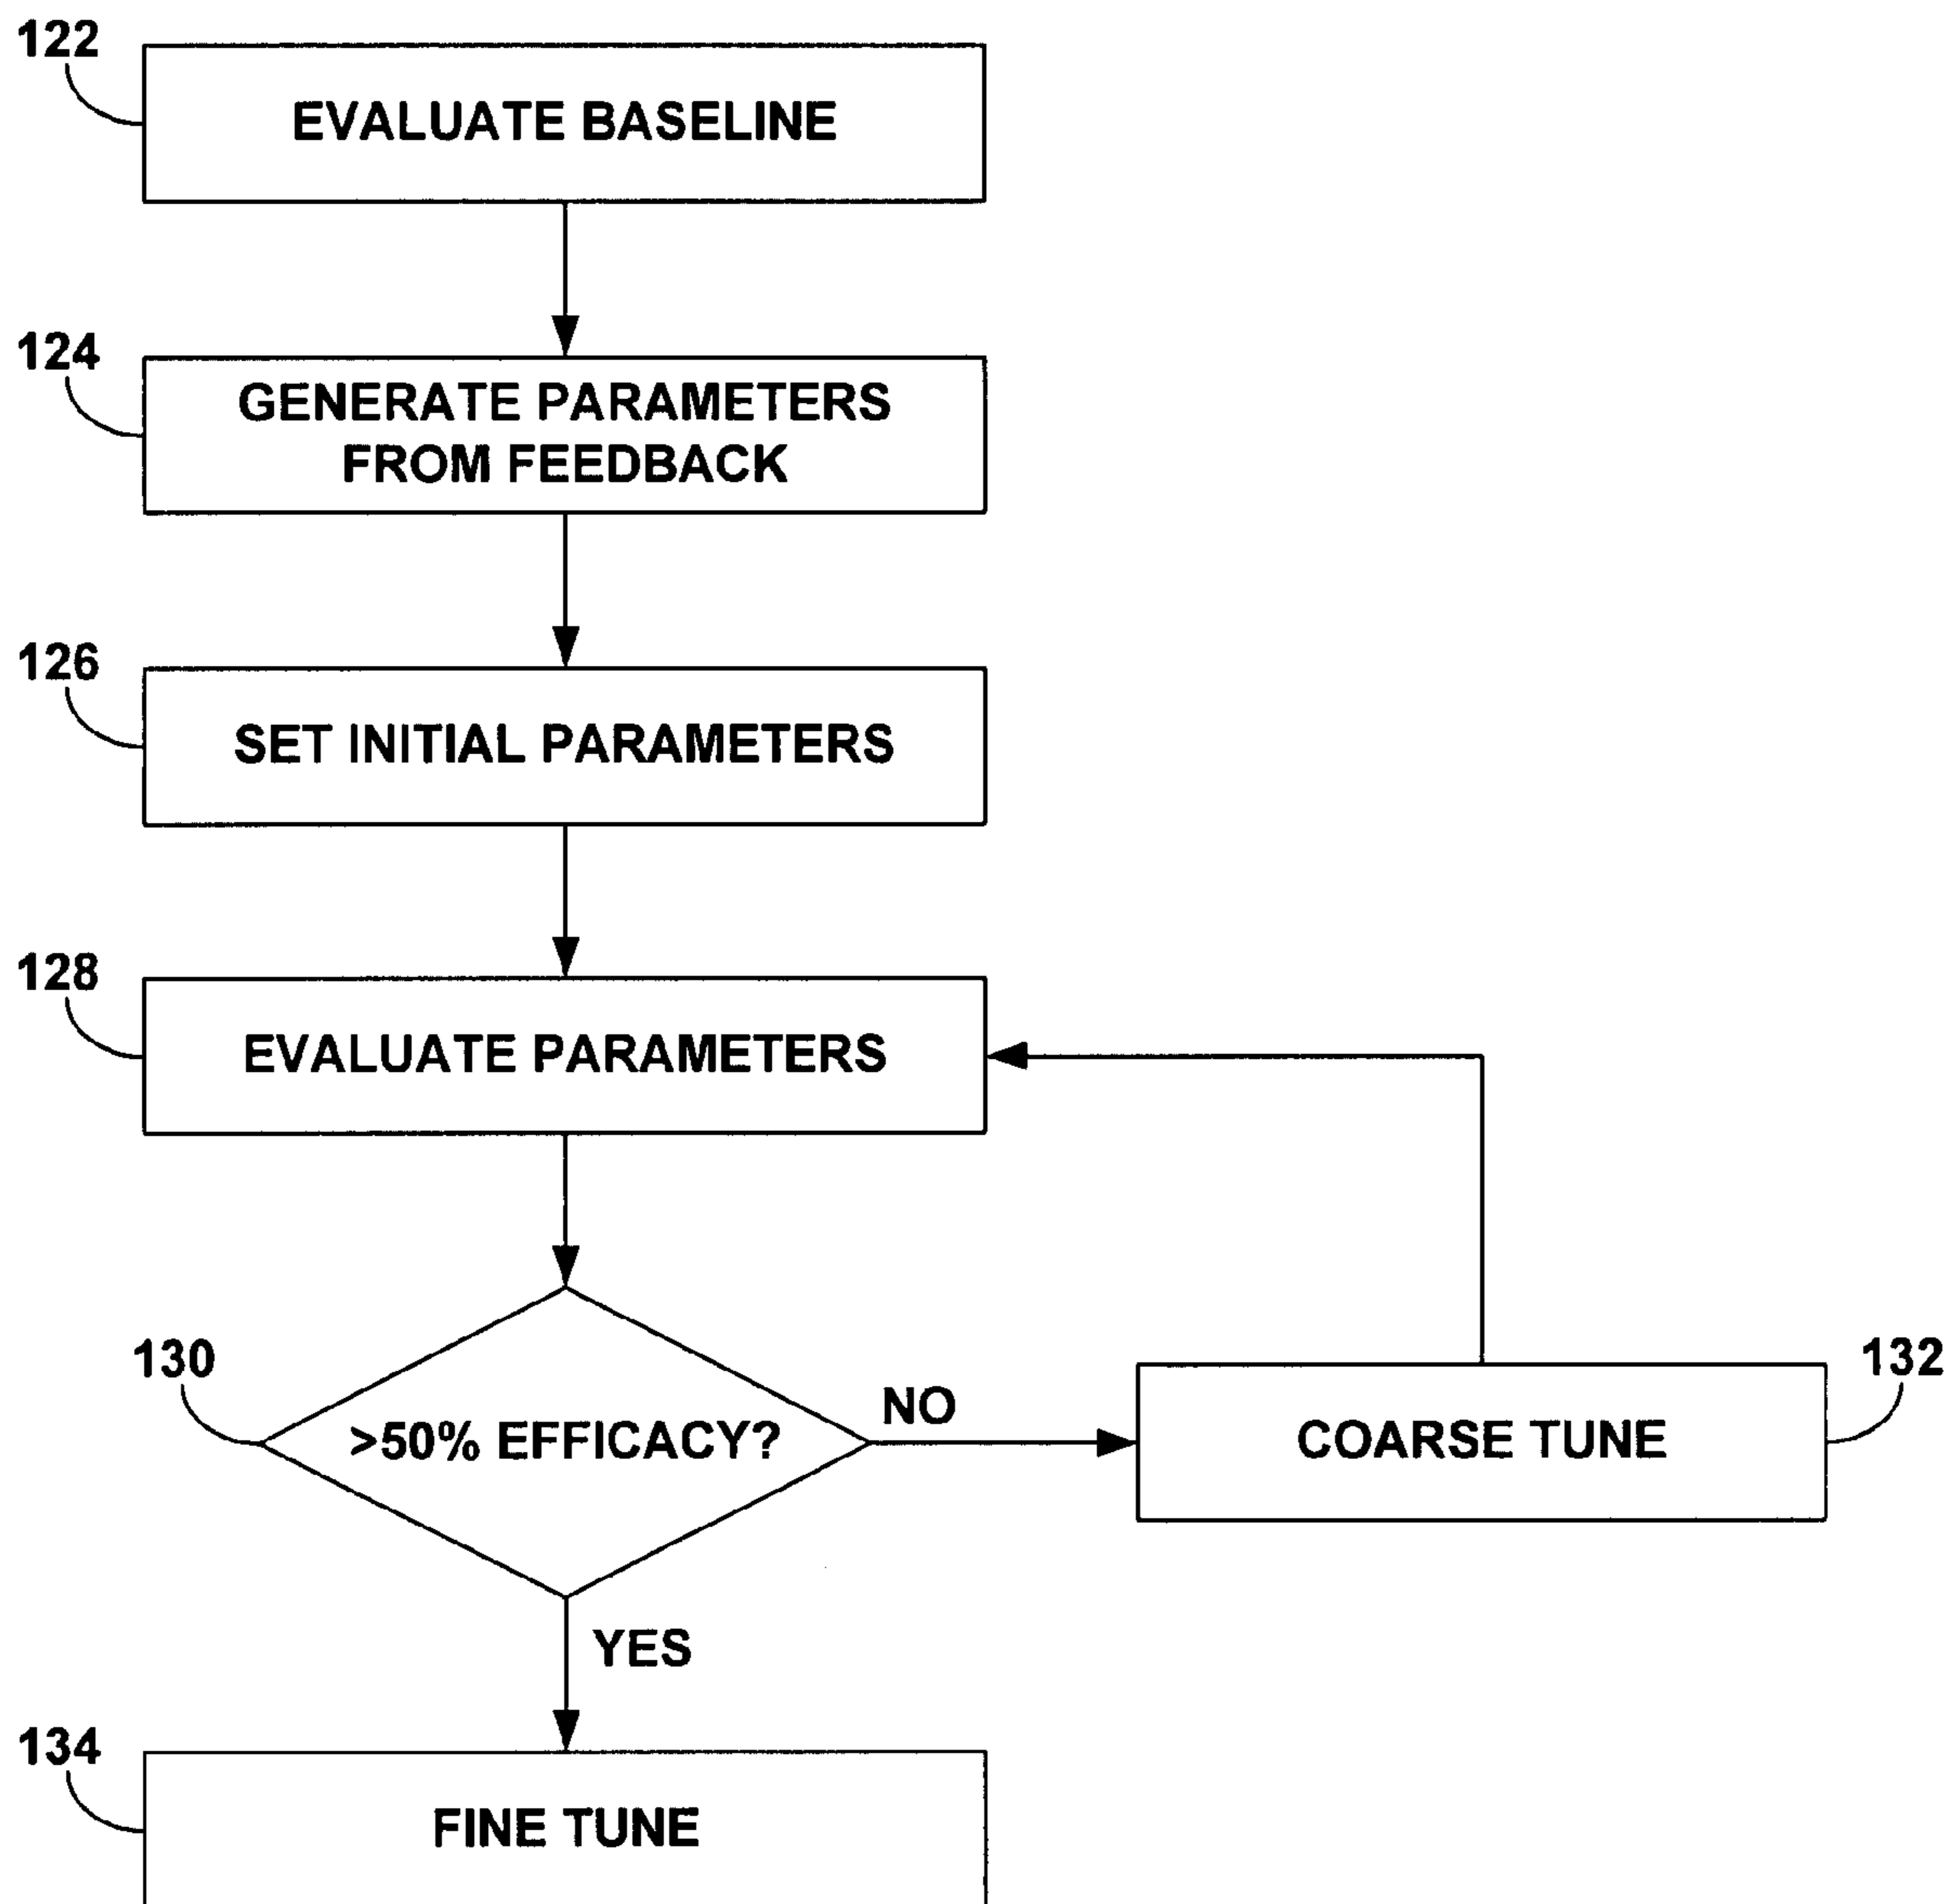 122
EVALUATE BASELINE
124
GENERATE PARAMETERS
FROM FEEDBACK
126
SET INITIAL PARAMETERS
128
EVALUATE PARAMETERS
130
>50% EFFICACY?
NO
132
COARSE TUNE
YES
134
FINE TUNE